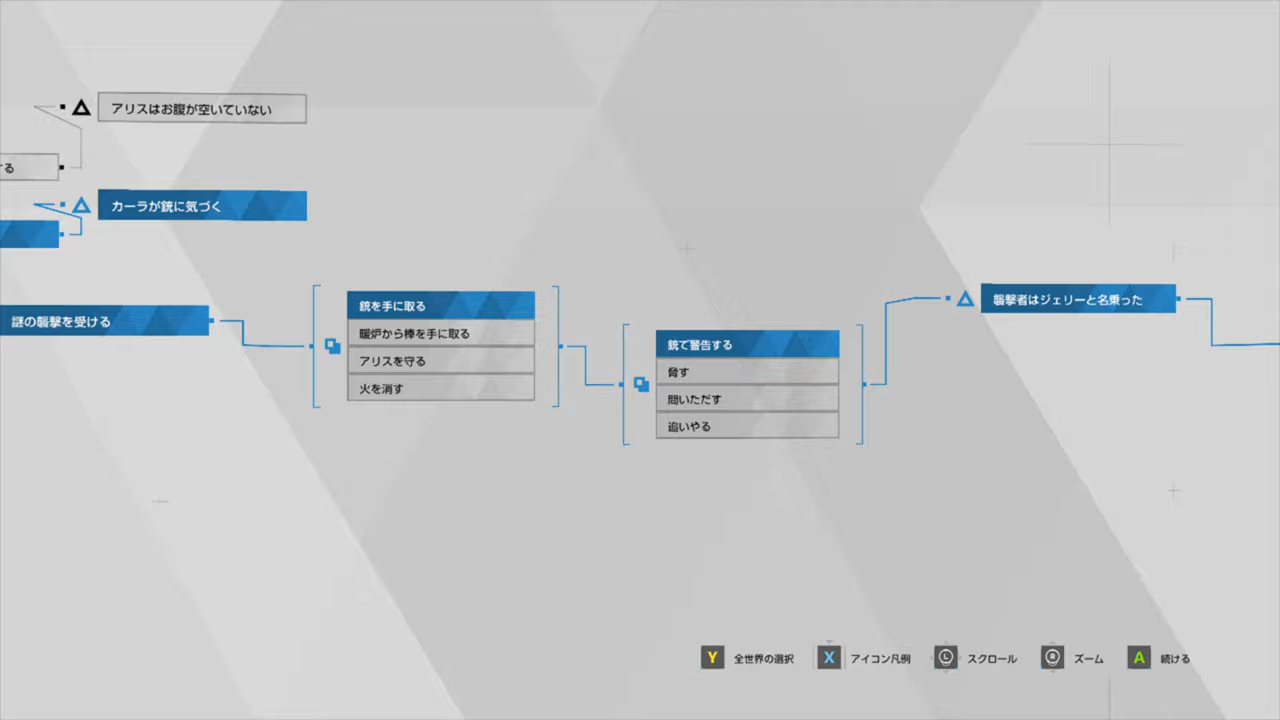 アリスはお腹が空いていない
する
カーラが銃に気づく
謎の襲撃を受ける
銃を手に取る
暖炉から棒を手に取る
アリスを守る
火を消す
銃で警告する
脅す
問いただす
追いやる
襲撃者はジェリーと名乗った
Y 全世界の選択
X アイコン凡例
L スクロール
R ズーム
A 続ける